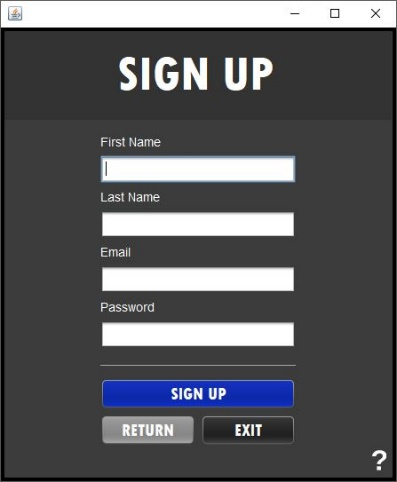 SIGN UP
First Name
Last Name
Email
Password
SIGN UP
RETURN EXIT
?